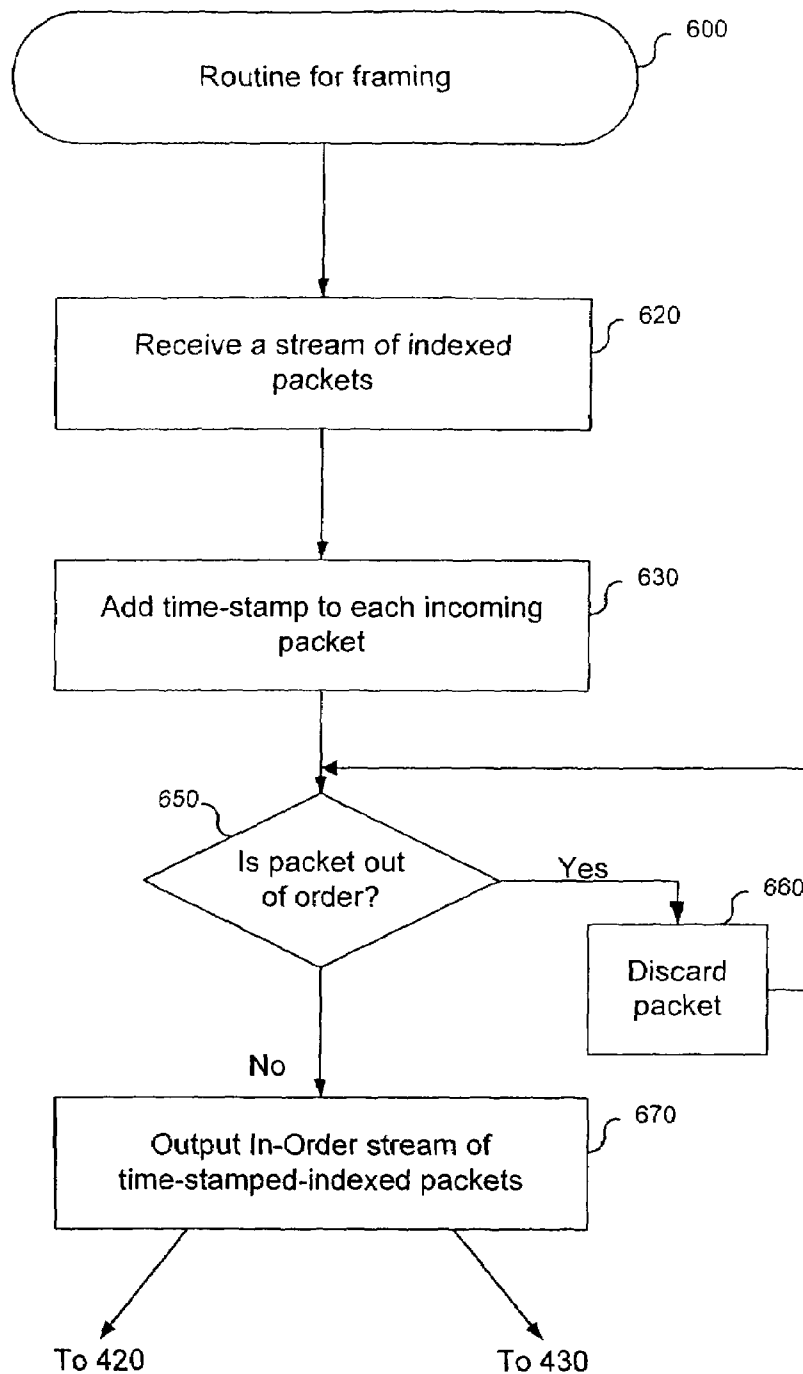 600
Routine for framing
620
Receive a stream of indexed
packets
630
Add time-stamp to each incoming
packet
650
Is packet out
of order?
Yes
660
Discard
packet
No
670
Output In-Order stream of
time-stamped-indexed packets
To 420
To 430